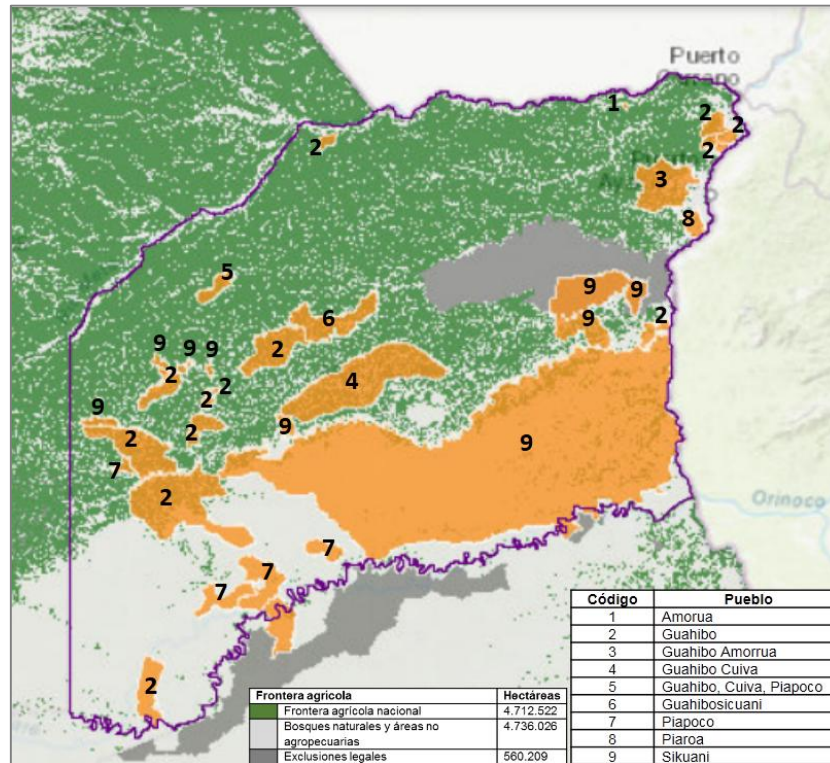 Puerto
1
2
2
2
2
3
8
5
9
9
6
9
2
9
9
9
2
2
4
2
2
9
9
2
2
9
7
2
Orinoco
7
7
7
2
Código Pueblo
1 Amorua
2 Guahibo
3 Guahibo Amorrua
4 Guahibo Cuiva
5 Guahibo, Cuiva, Piapoco
6 Guahibosicuani
7 Piapoco
8 Piaroa
9 Sikuani
Frontera agrícola Hectáreas
Frontera agrícola nacional 4.712.522
Bosques naturales y áreas no 4.736.026
agropecuarias
Exclusiones legales 560.209